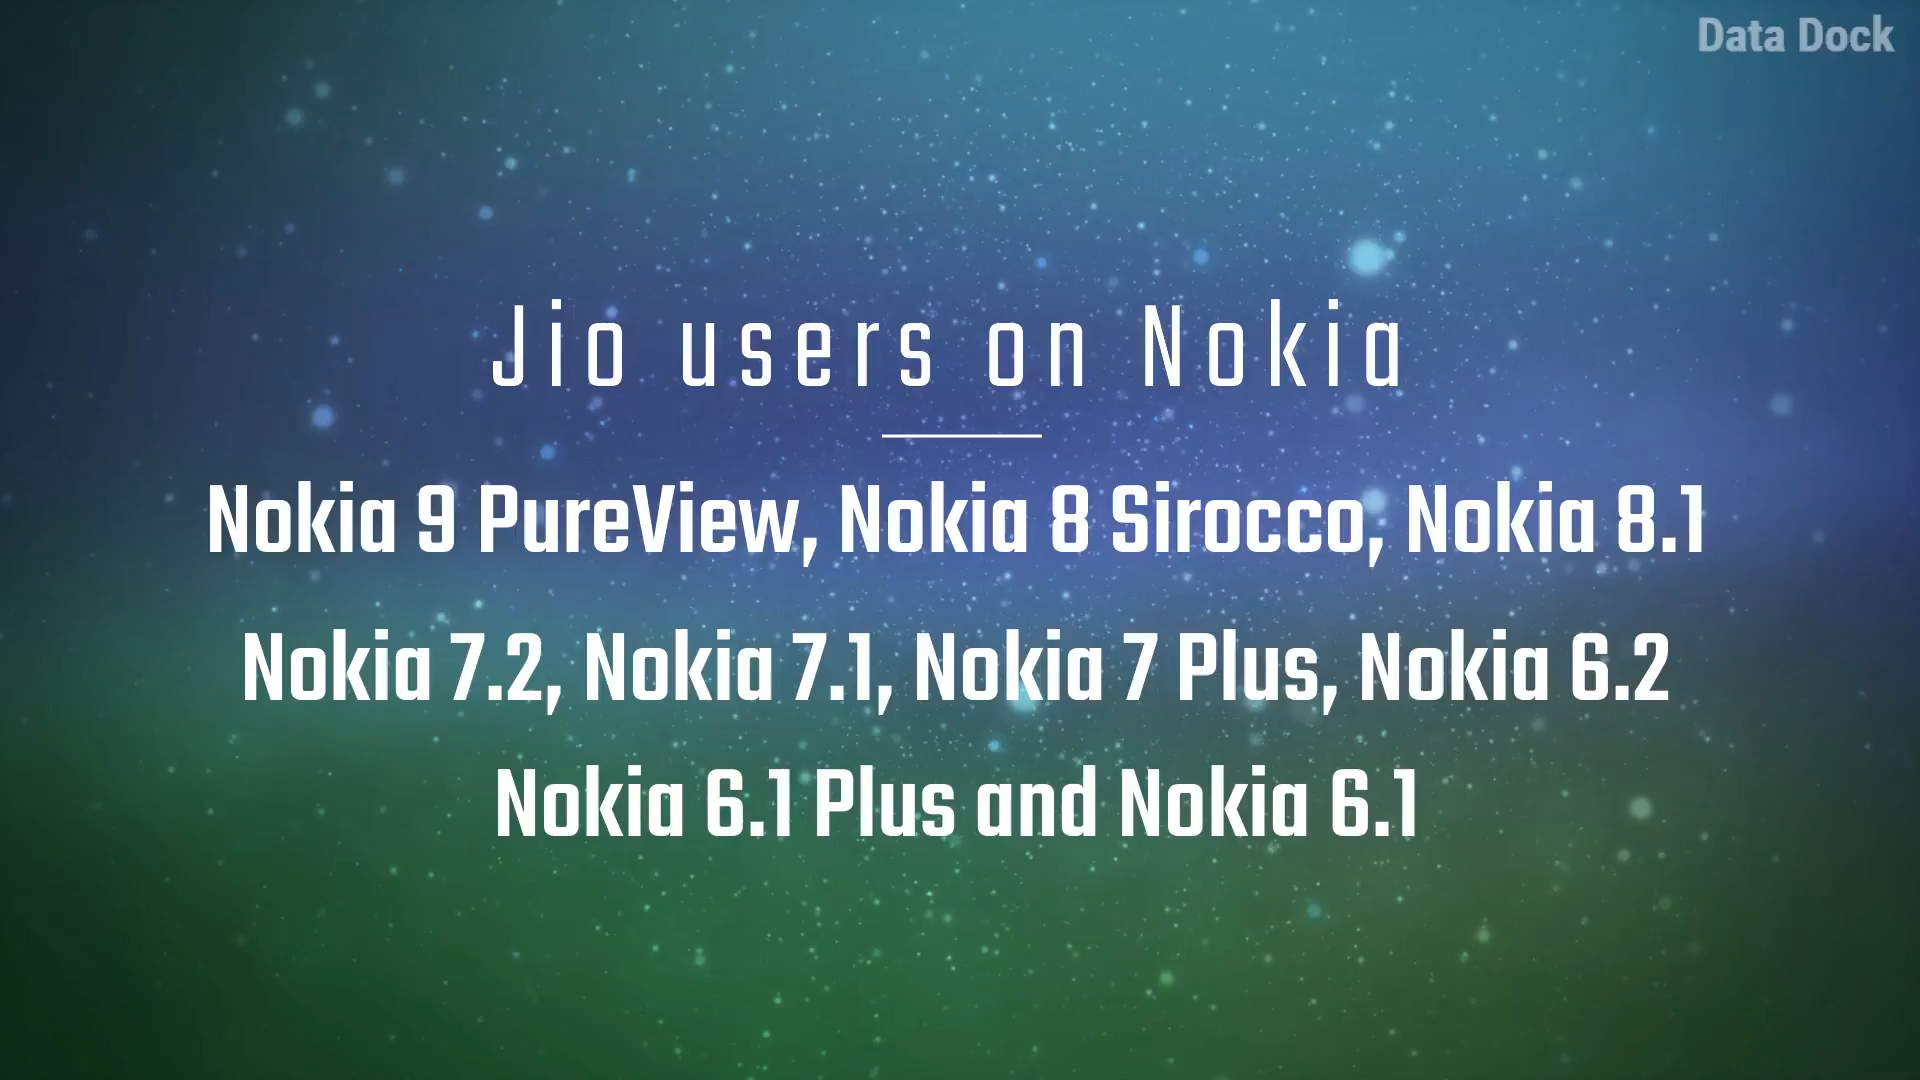 Data Dock
Jio users on Nokia
Nokia 9 PureView, Nokia 8 Sirocco, Nokia 8.1
Nokia 7.2, Nokia 7.1, Nokia 7 Plus, Nokia 6.2
Nokia 6.1 Plus and Nokia 6.1